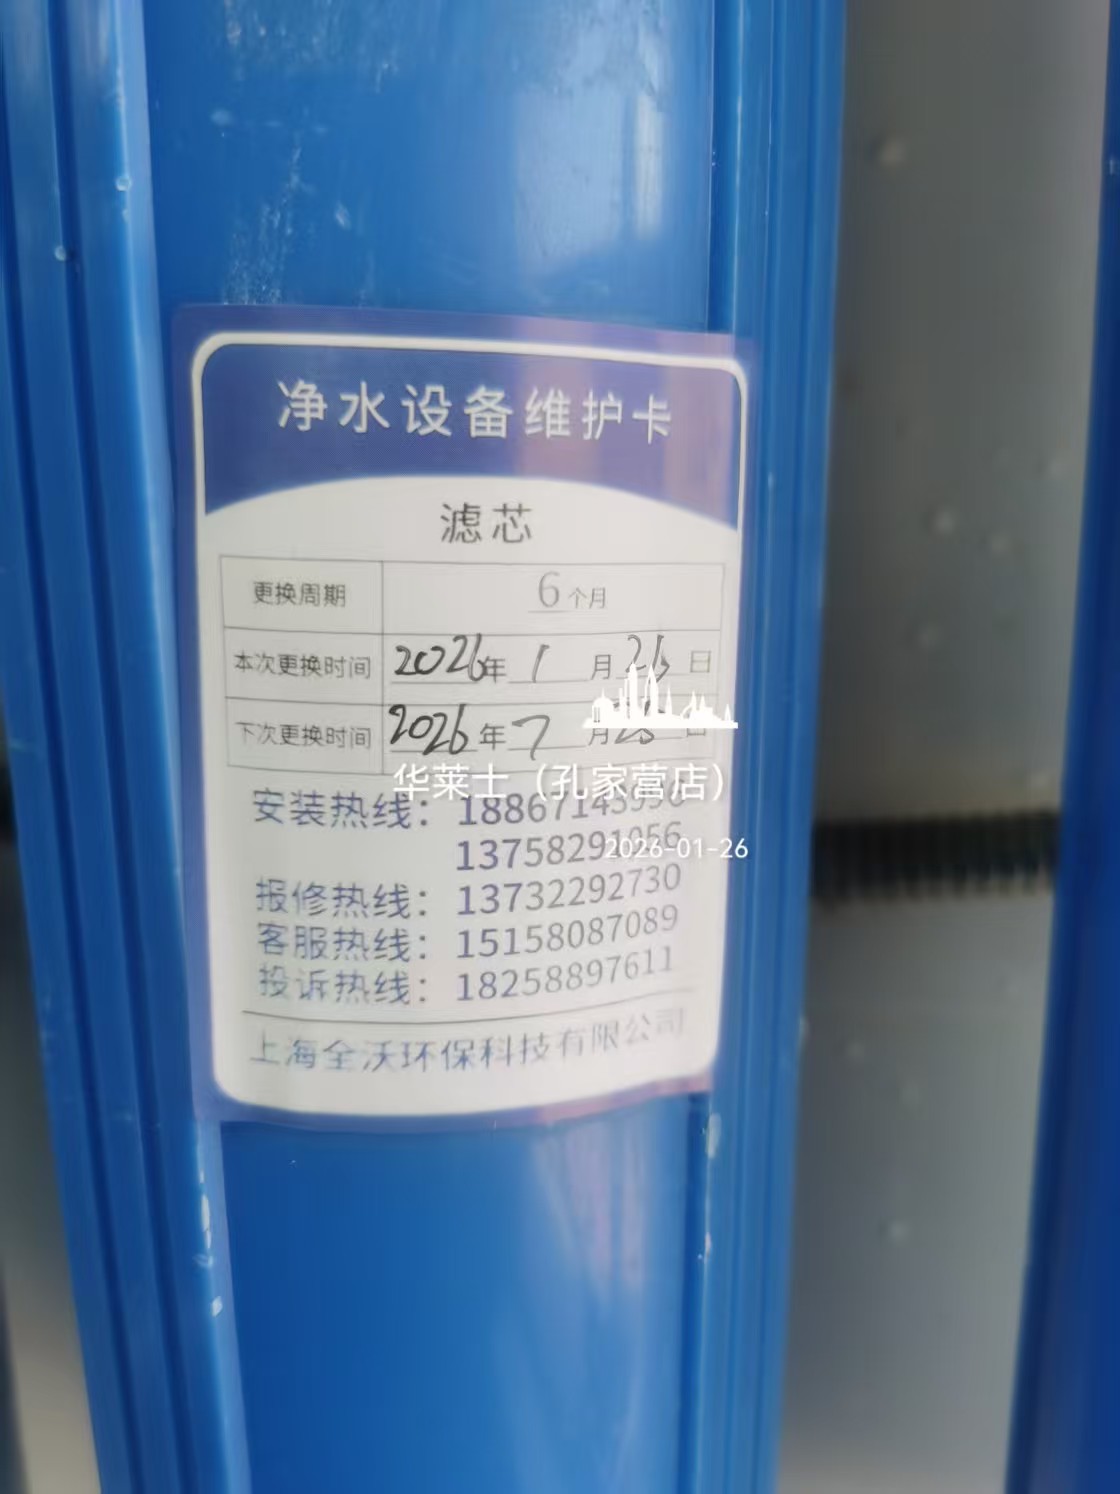 净水设备维护卡
滤芯
更换周期 6个月
本次更换时间 2026年1月26日
下次更换时间 2026年7月 日
华莱士（孔家营店）
安装热线：
2026-01-26
报修热线：13732292730
客服热线：15158087089
投诉热线：18258897611
上海全沃环保科技有限公司